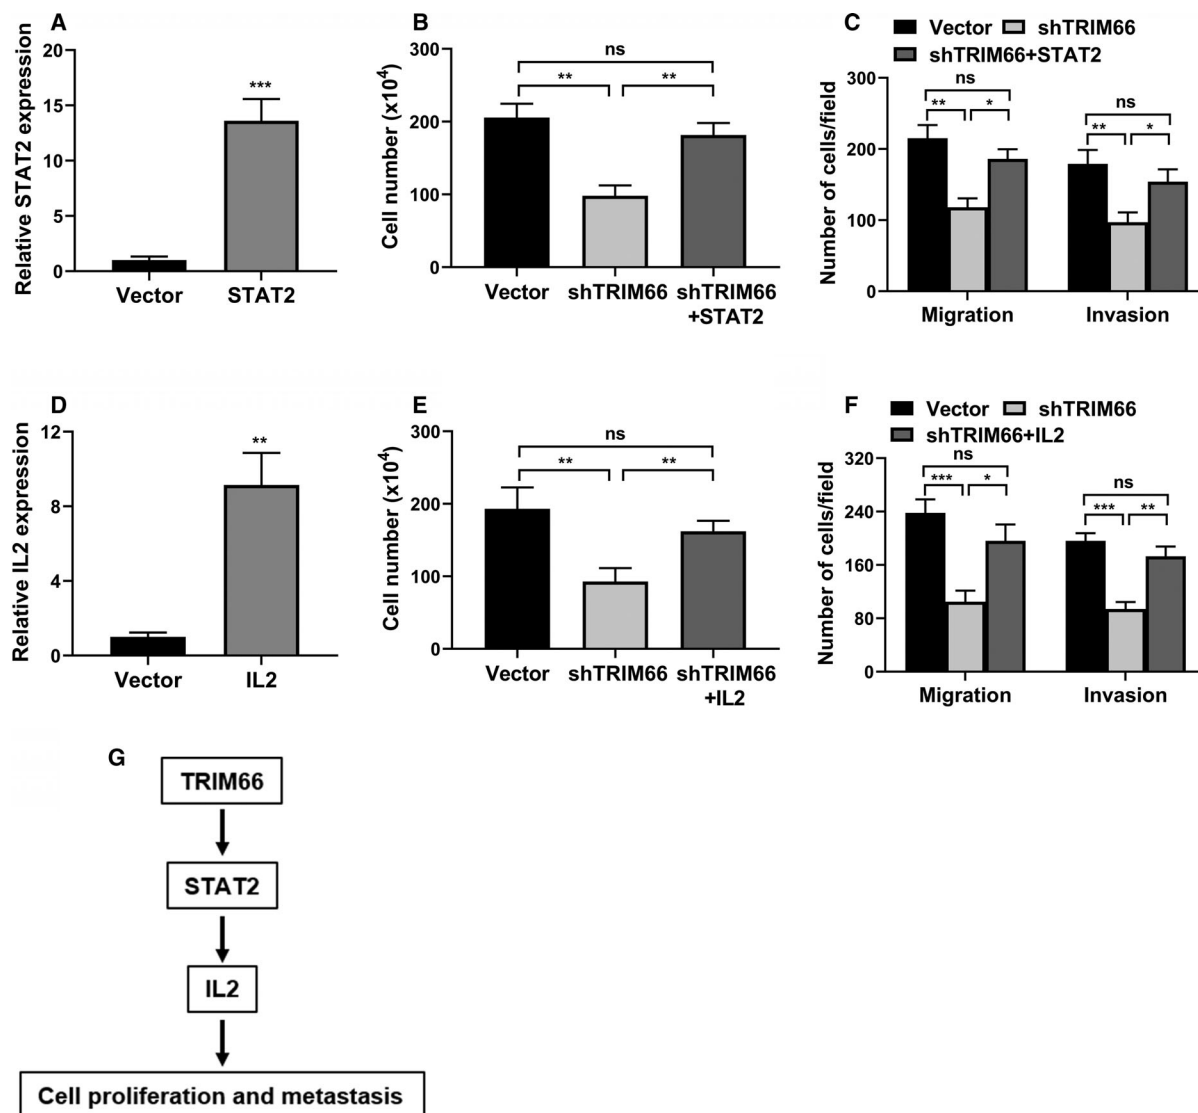 A
Relative STAT2 expression
20
15
10
5
0
***
Vector
STAT2
B
Cell number (x10⁴)
300
200
100
0
ns
**
**
Vector
shTRIM66
shTRIM66
+STAT2
C
Vector
shTRIM66
shTRIM66+STAT2
Number of cells/field
300
200
100
0
ns
**
*
ns
**
*
Migration
Invasion
D
Relative IL2 expression
12
8
4
0
**
Vector
IL2
E
Cell number (x10⁴)
300
200
100
0
ns
**
**
Vector
shTRIM66
shTRIM66
+IL2
F
Vector
shTRIM66
shTRIM66+IL2
Number of cells/field
240
160
80
0
ns
***
*
ns
***
**
Migration
Invasion
G
TRIM66
STAT2
IL2
Cell proliferation and metastasis